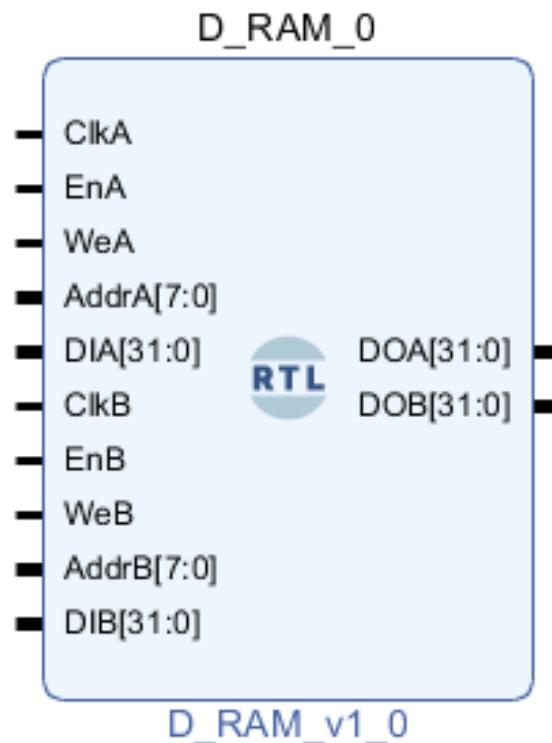 D_RAM_0
ClkA
EnA
WeA
AddrA[7:0]
DIA[31:0]
ClkB
EnB
WeB
AddrB[7:0]
DIB[31:0]
RTL
DOA[31:0]
DOB[31:0]
D_RAM_v1_0